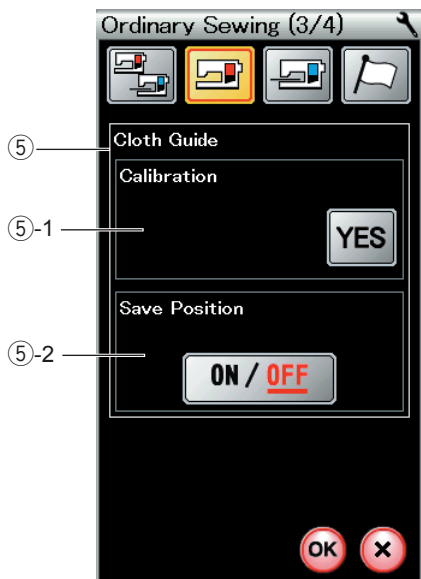 Ordinary Sewing (3/4)
⑤ Cloth Guide
Calibration
⑤-1 YES
Save Position
⑤-2
ON / OFF
OK